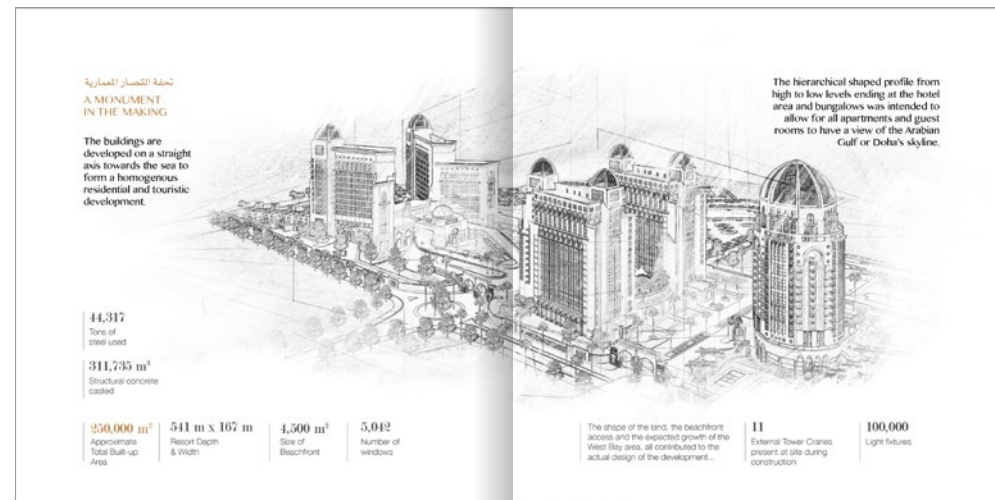 تحفة القصار المعمارية
A MONUMENT
IN THE MAKING
The buildings are
developed on a straight
axis towards the sea to
form a homogenous
residential and touristic
development.
44,317
Tons of
steel used
311,735 m³
Structural concrete
casted
250,000 m²
Approximate
Total Built-up
Area
541 m x 167 m
Resort Depth
& Width
4,500 m²
Size of
Beachfront
5,042
Number of
windows
The hierarchical shaped profile from
high to low levels ending at the hotel
area and bungalows was intended to
allow for all apartments and guest
rooms to have a view of the Arabian
Gulf or Doha's skyline.
The shape of the land, the beachfront
access and the expected growth of the
West Bay area, all contributed to the
actual design of the development...
11
External Tower Cranes
present at site during
construction
100,000
Light fixtures